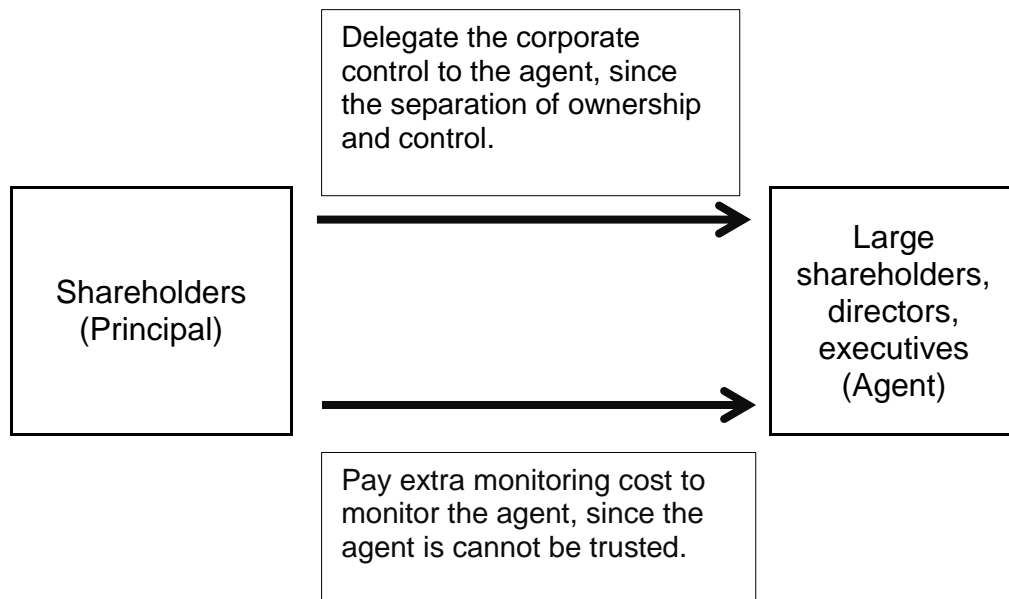 Delegate the corporate
control to the agent, since
the separation of ownership
and control.
Shareholders
(Principal)
Large
shareholders,
directors,
executives
(Agent)
Pay extra monitoring cost to
monitor the agent, since the
agent is cannot be trusted.